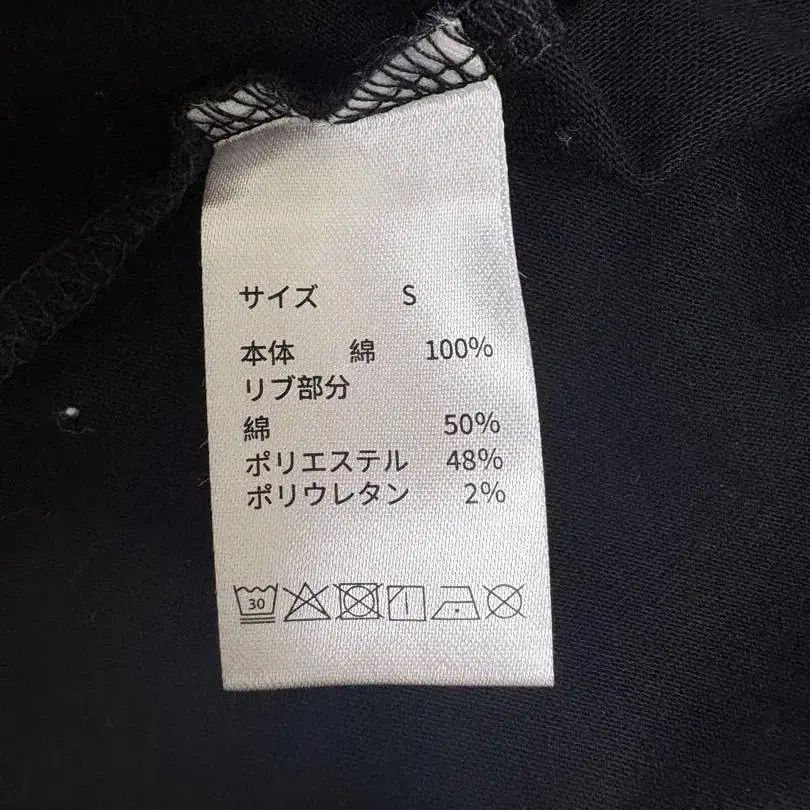 サイズ S
本体 綿 100%
リブ部分
綿 50%
ポリエステル 48%
ポリウレタン 2%
30